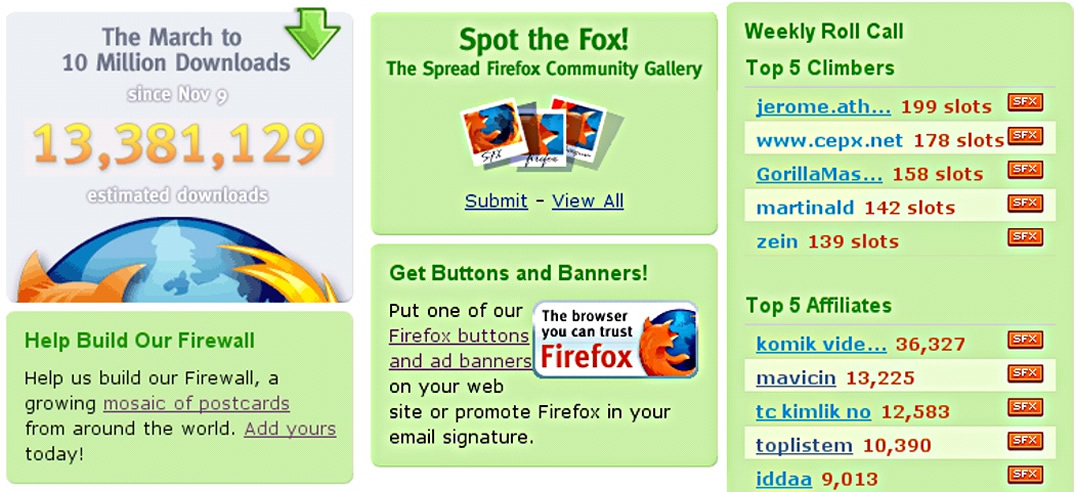 The March to
10 Million Downloads
since Nov 9
13,381,129
estimated downloads
Help Build Our Firewall
Help us build our Firewall, a
growing mosaic of postcards
from around the world. Add yours
today!
Spot the Fox!
The Spread Firefox Community Gallery
SFX
firefox
Submit - View All
Get Buttons and Banners!
Put one of our
Firefox buttons
and ad banners
on your web
site or promote Firefox in your
email signature.
The browser
you can trust
Firefox
Weekly Roll Call
Top 5 Climbers
jerome.ath... 199 slots SFX
www.cepx.net 178 slots SFX
GorillaMas... 158 slots SFX
martinald 142 slots SFX
zein 139 slots SFX
Top 5 Affiliates
komik vide... 36,327 SFX
mavicin 13,225 SFX
tc kimlik no 12,583 SFX
toplistem 10,390 SFX
iddaa 9,013 SFX